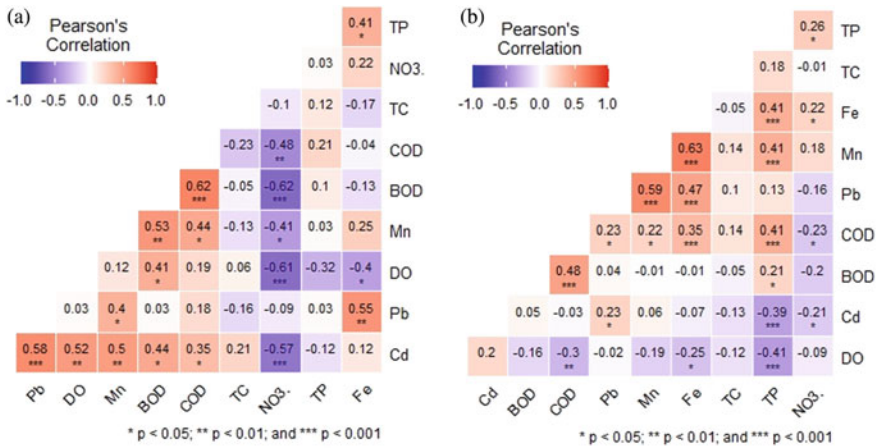 (a)
Pearson's
Correlation
-1.0 -0.5 0.0 0.5 1.0
0.41 TP
*
0.03 0.22 NO3.
-0.1 0.12 -0.17 TC
-0.23 -0.48 0.21 -0.04 COD
**
0.62 -0.05 -0.62 0.1 -0.13 BOD
*** ***
0.53 0.44 -0.13 -0.41 0.03 0.25 Mn
** * *
0.12 0.41 0.19 0.06 -0.61 -0.32 -0.4 DO
* *** *
0.03 0.4 0.03 0.18 -0.16 -0.09 0.03 0.55 Pb
* **
0.58 0.52 0.5 0.44 0.35 0.21 -0.57 -0.12 0.12 Cd
*** ** ** * * ***
Pb DO Mn BOD COD TC NO3. TP Fe
* p < 0.05; ** p < 0.01; and *** p < 0.001
(b)
Pearson's
Correlation
-1.0 -0.5 0.0 0.5 1.0
0.26 TP
*
0.18 -0.01 TC
-0.05 0.41 0.22 Fe
*** *
0.63 0.14 0.41 0.18 Mn
*** ***
0.59 0.47 0.1 0.13 -0.16 Pb
*** ***
0.23 0.22 0.35 0.14 0.41 -0.23 COD
* * *** *** *
0.48 0.04 -0.01 -0.01 -0.05 0.21 -0.2 BOD
*** *
0.05 -0.03 0.23 0.06 -0.07 -0.13 -0.39 -0.21 Cd
* *** *
0.2 -0.16 -0.3 -0.02 -0.19 -0.25 -0.12 -0.41 -0.09 DO
** * ***
Cd BOD COD Pb Mn Fe TC TP NO3.
* p < 0.05; ** p < 0.01; and *** p < 0.001